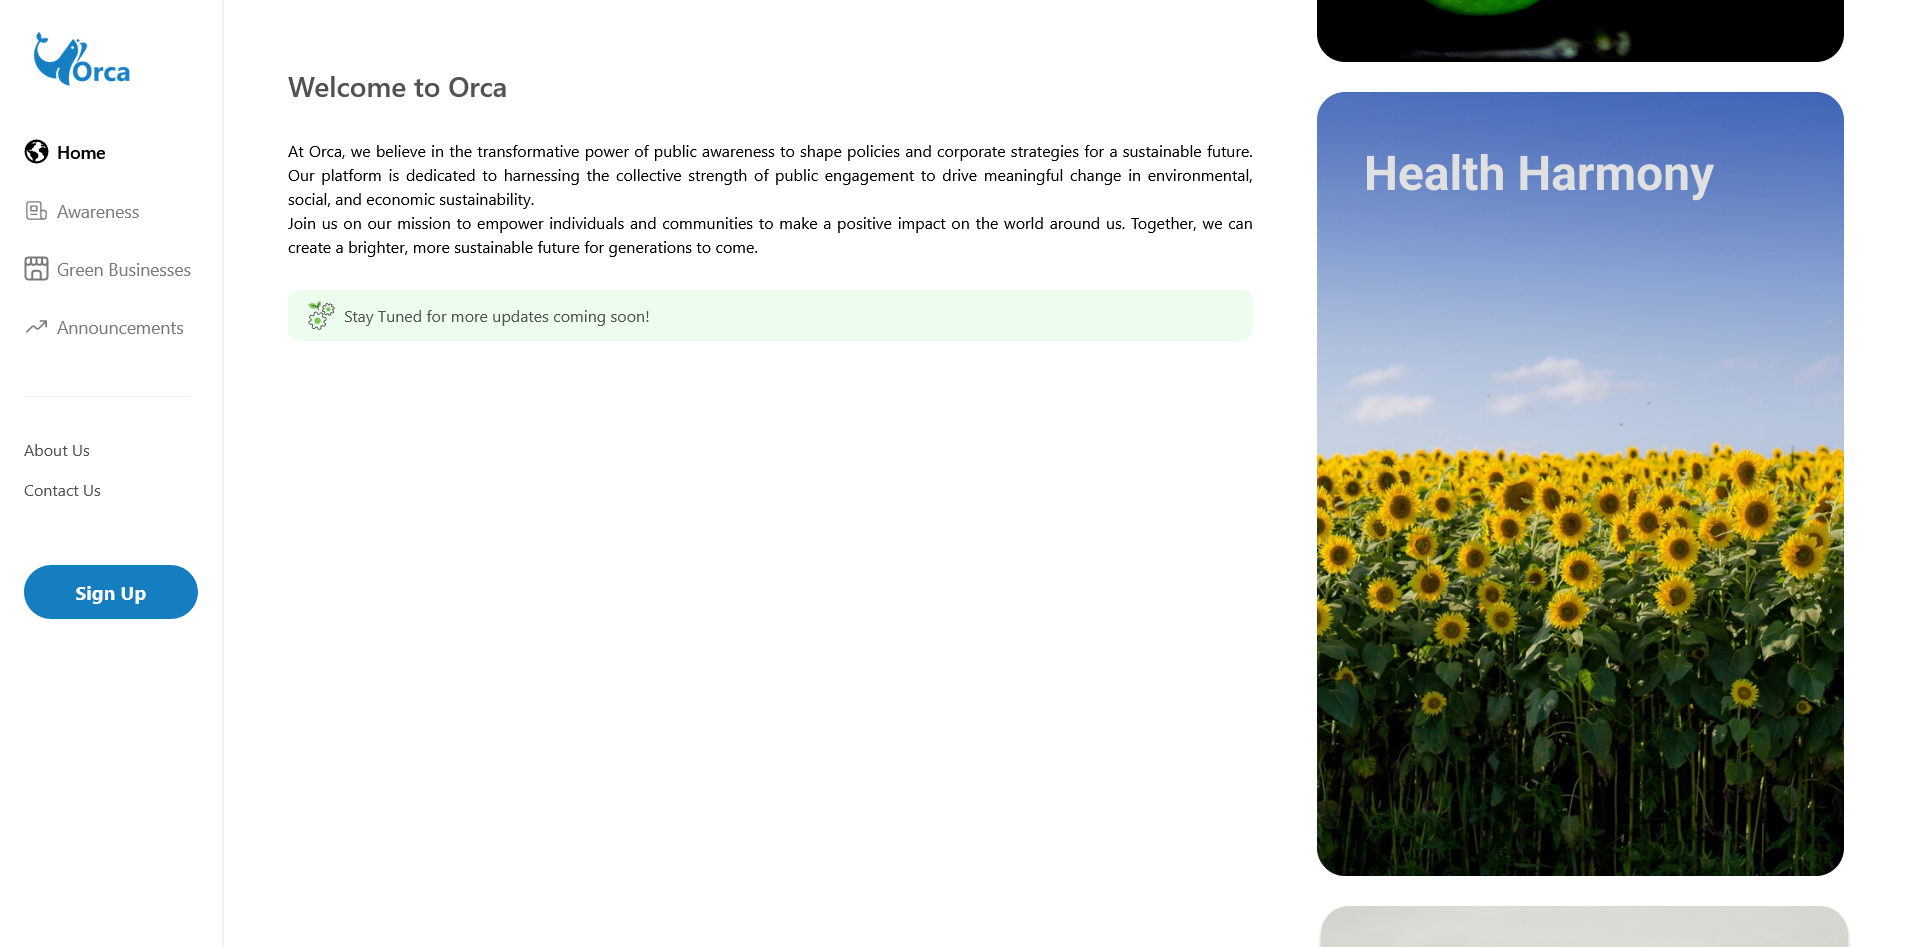 Orca
Home
Awareness
Green Businesses
Announcements
About Us
Contact Us
Sign Up
Welcome to Orca
At Orca, we believe in the transformative power of public awareness to shape policies and corporate strategies for a sustainable future.
Our platform is dedicated to harnessing the collective strength of public engagement to drive meaningful change in environmental,
social, and economic sustainability.
Join us on our mission to empower individuals and communities to make a positive impact on the world around us. Together, we can
create a brighter, more sustainable future for generations to come.
Stay Tuned for more updates coming soon!
Health Harmony